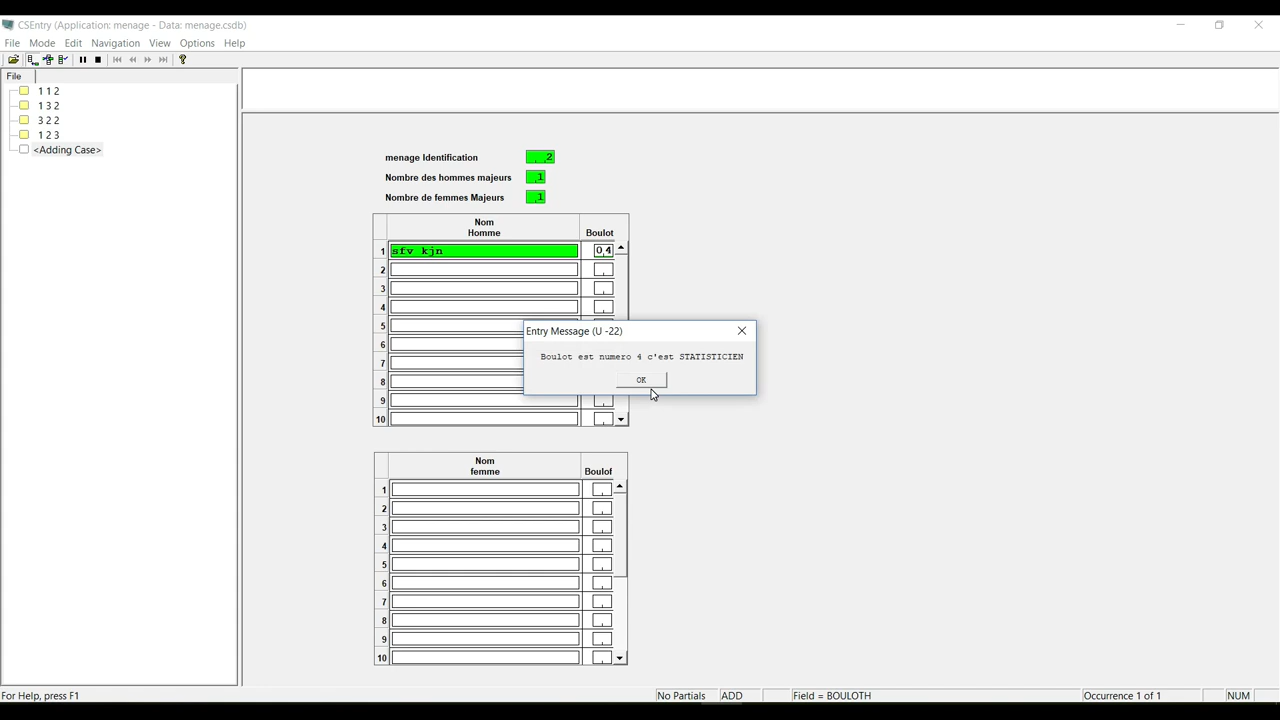 CSEntry (Application: menage - Data: menage.csdb)
File Mode Edit Navigation View Options Help
File
1 1 2
1 3 2
3 2 2
1 2 3
<Adding Case>
menage Identification 2
Nombre des hommes majeurs 1
Nombre de femmes Majeurs 1
Nom
Homme Boulot
1 sfv kjn 0 4
2
3
4
5
6
7
8
9
10
Entry Message (U -22)
Boulot est numero 4 c'est STATISTICIEN
OK
Nom
femme Boulof
1
2
3
4
5
6
7
8
9
10
For Help, press F1 No Partials ADD Field = BOULOTH Occurrence 1 of 1 NUM